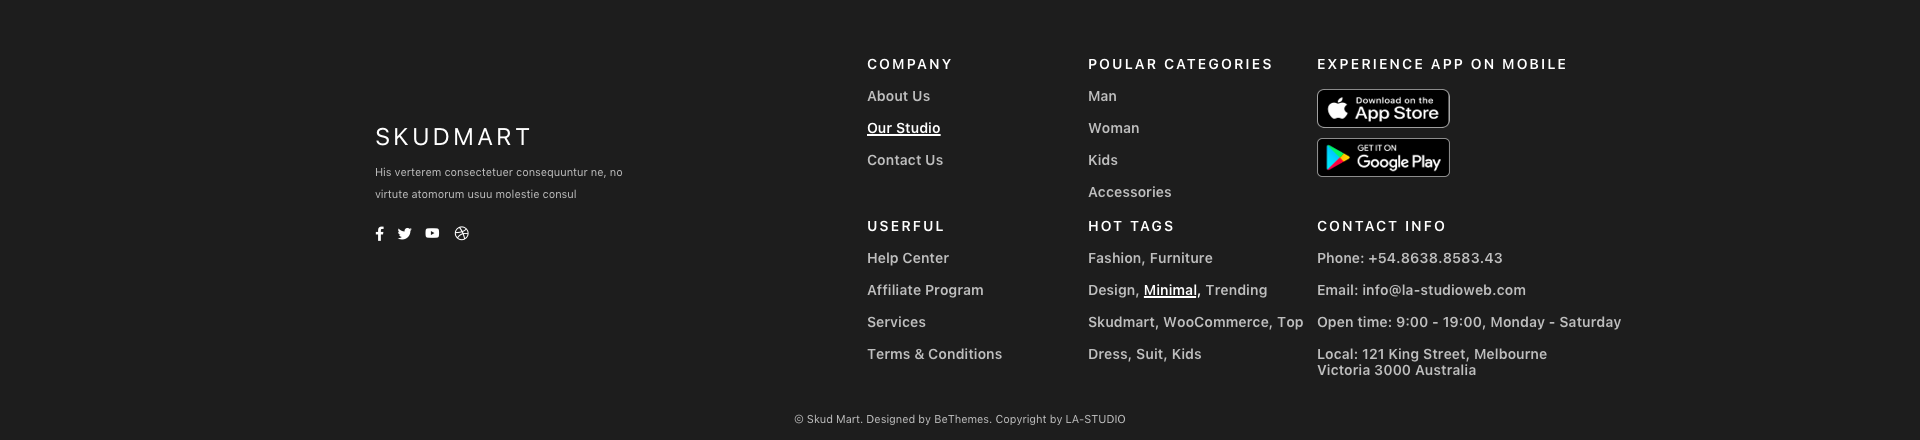 SKUDMART
His verterem consectetuer consequuntur ne, no
virtute atomorum usuu molestie consul
COMPANY
About Us
Our Studio
Contact Us
POULAR CATEGORIES
Man
Woman
Kids
Accessories
EXPERIENCE APP ON MOBILE
Download on the
App Store
GET IT ON
Google Play
USERFUL
Help Center
Affiliate Program
Services
Terms & Conditions
HOT TAGS
Fashion, Furniture
Design, Minimal, Trending
Skudmart, WooCommerce, Top
Dress, Suit, Kids
CONTACT INFO
Phone: +54.8638.8583.43
Email: info@la-studioweb.com
Open time: 9:00 - 19:00, Monday - Saturday
Local: 121 King Street, Melbourne
Victoria 3000 Australia
© Skud Mart. Designed by BeThemes. Copyright by LA-STUDIO